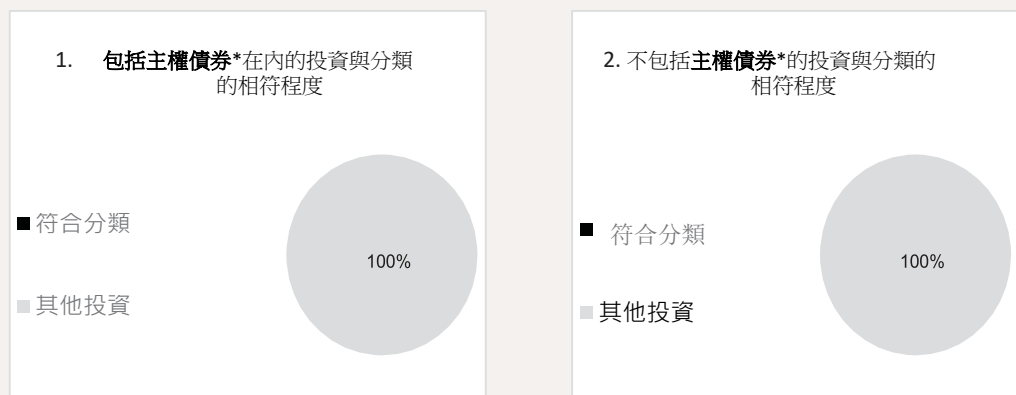 1. 包括主權債券*在內的投資與分類
的相符程度
符合分類
其他投資
100%
2. 不包括主權債券*的投資與分類的
相符程度
符合分類
其他投資
100%